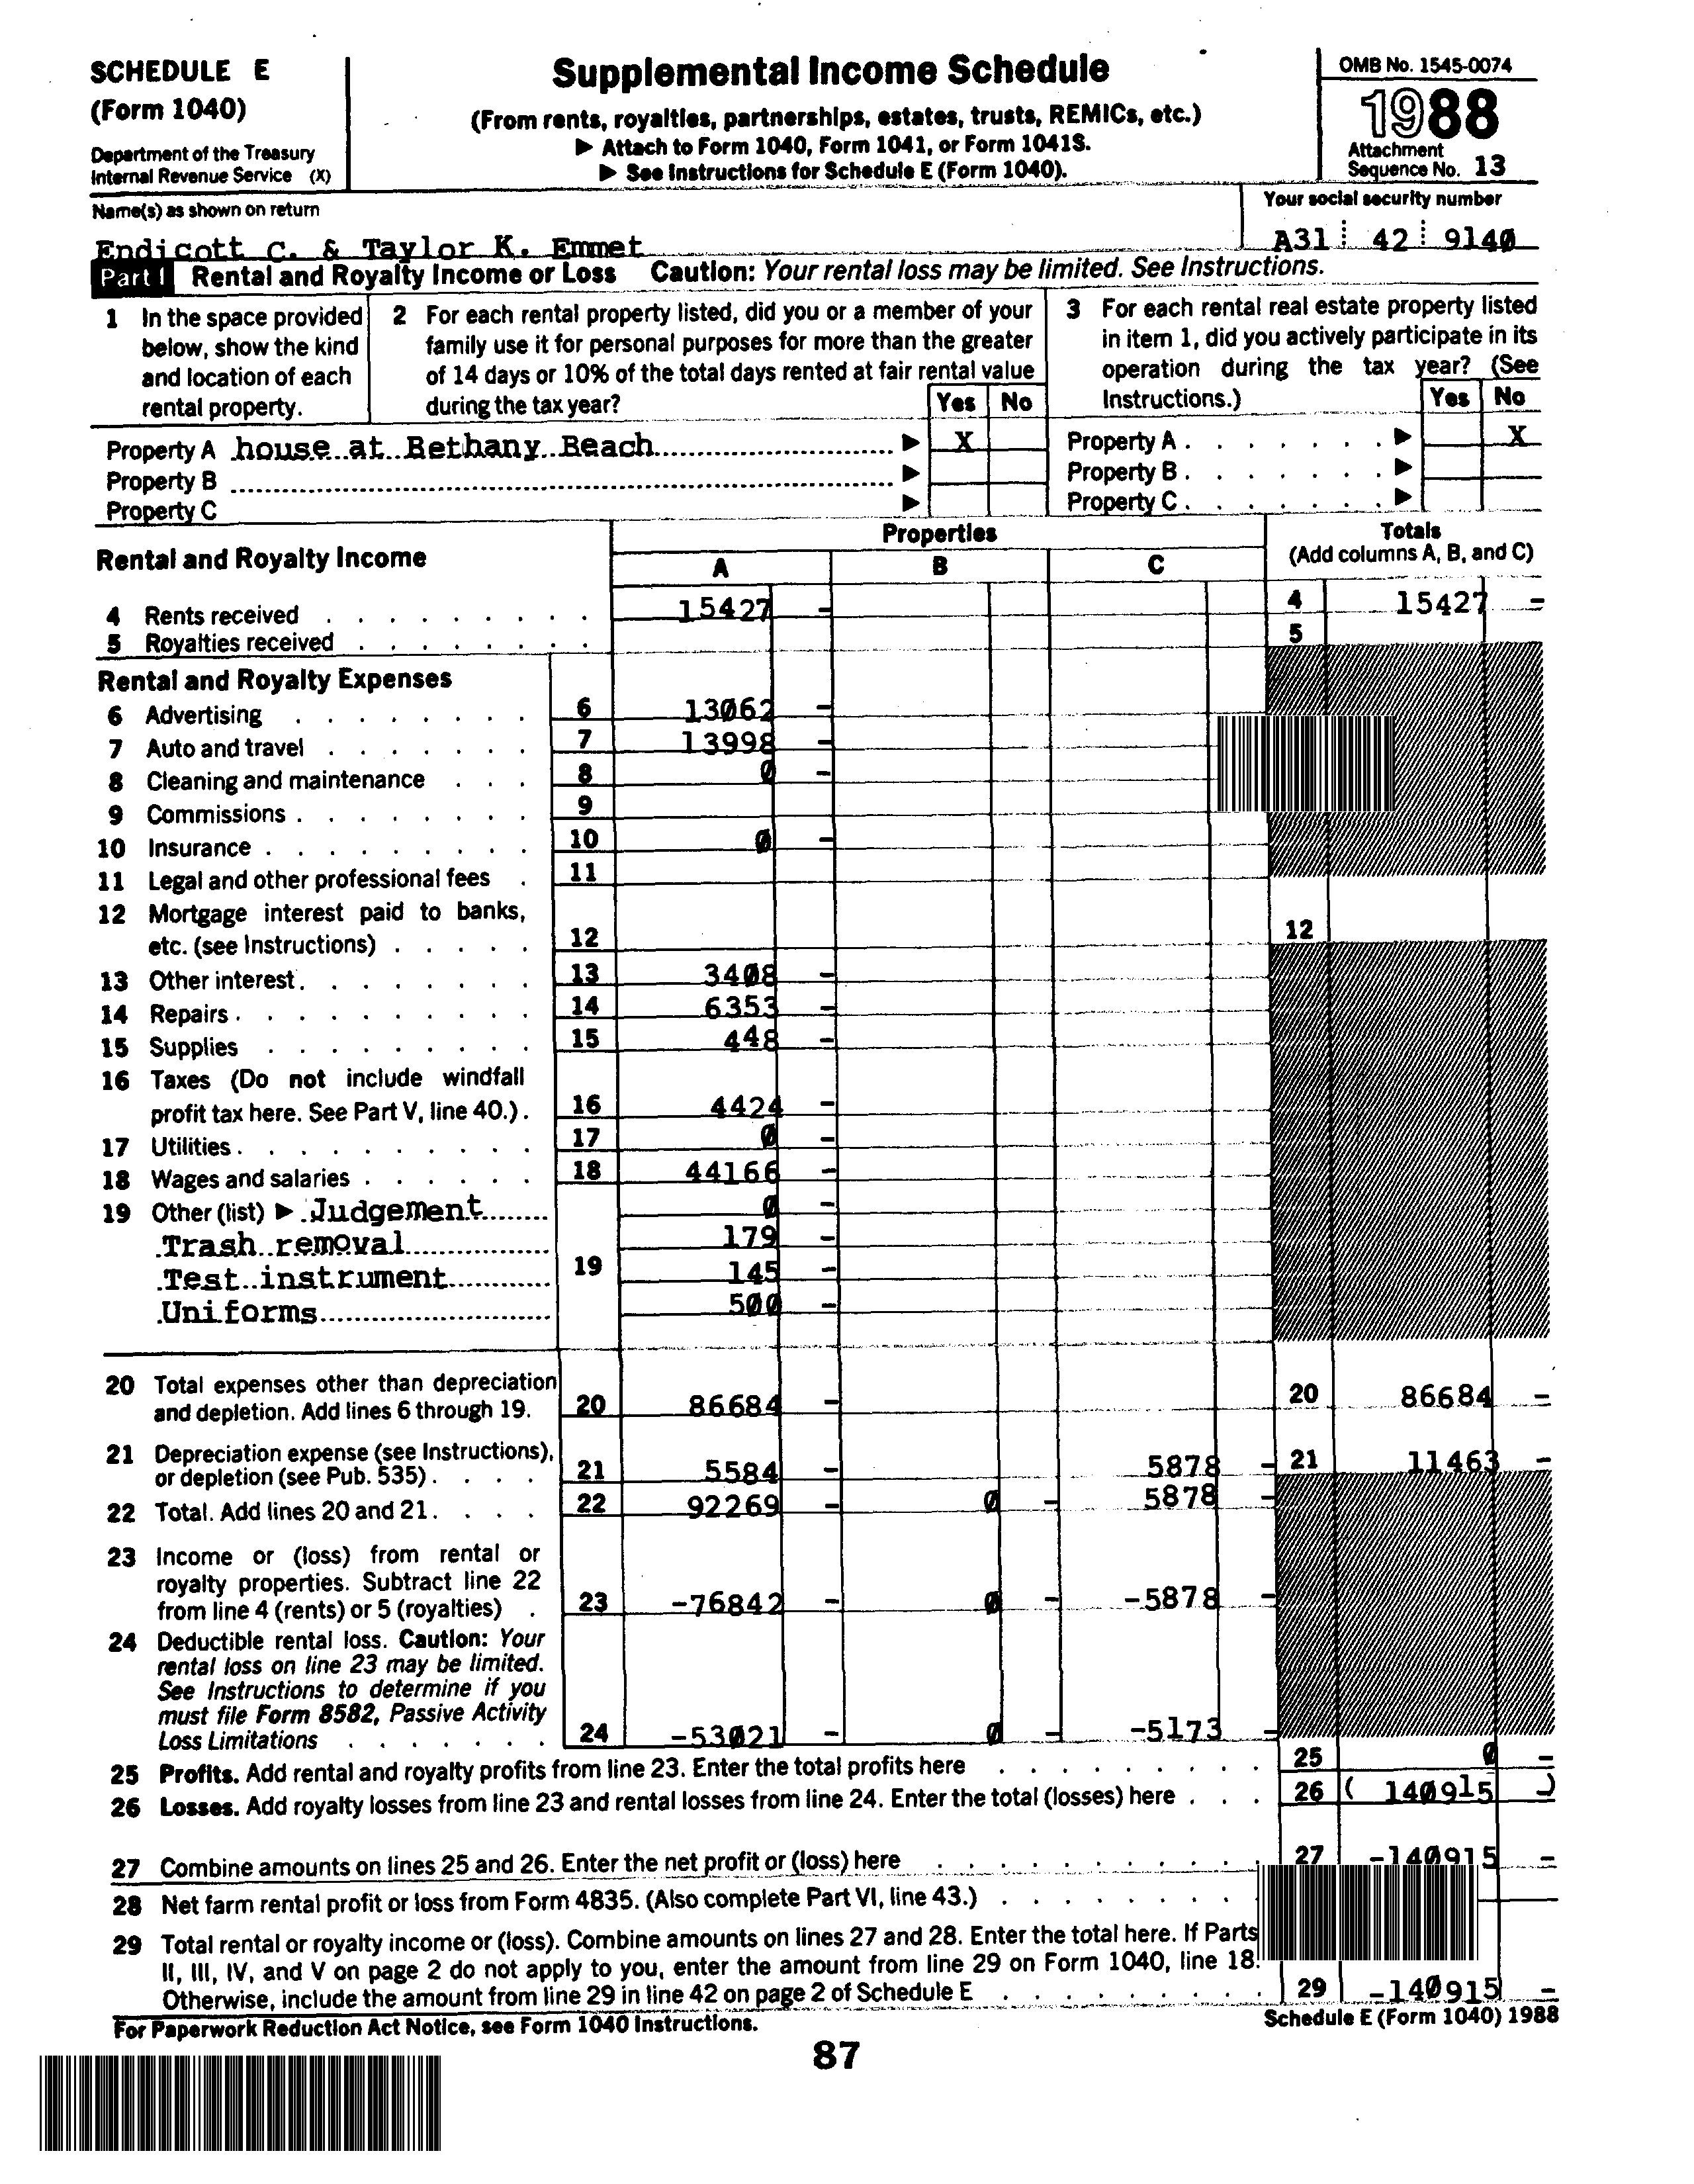 SCHEDULE E
(Form 1040)
Department of the Treasury
Internal Revenue Service (X)
Supplemental Income Schedule
(From rents, royalties, partnerships, estates, trusts, REMICs, etc.)
▶ Attach to Form 1040, Form 1041, or Form 1041S.
▶ See Instructions for Schedule E (Form 1040).
OMB No. 1545-0074
1988
Attachment
Sequence No. 13
Name(s) as shown on return
Endicott C. & Taylor K. Emmet
Your social security number
A31 42 9140
Part I Rental and Royalty Income or Loss Caution: Your rental loss may be limited. See Instructions.
1 In the space provided
below, show the kind
and location of each
rental property.
2 For each rental property listed, did you or a member of your
family use it for personal purposes for more than the greater
of 14 days or 10% of the total days rented at fair rental value
during the tax year?
Yes No
3 For each rental real estate property listed
in item 1, did you actively participate in its
operation during the tax year? (See
Instructions.)
Yes No
Property A house at Bethany Beach ▶ X
Property B ▶
Property C ▶
Property A . . . . . . . ▶ X
Property B . . . . . . . ▶
Property C . . . . . . . ▶
Rental and Royalty Income
Properties
A B C
Totals
(Add columns A, B, and C)
4 Rents received . . . . . . . . . 15427 - 4 15427 -
5 Royalties received . . . . . . . . 5
Rental and Royalty Expenses
6 Advertising . . . . . . . . 6 13062 -
7 Auto and travel . . . . . . . 7 13998 -
8 Cleaning and maintenance . . . 8 0 -
9 Commissions . . . . . . . . 9
10 Insurance . . . . . . . . . 10 0 -
11 Legal and other professional fees . 11
12 Mortgage interest paid to banks,
etc. (see Instructions) . . . . . 12 12
13 Other interest . . . . . . . . 13 3408 -
14 Repairs . . . . . . . . . . 14 6353 -
15 Supplies . . . . . . . . . 15 448 -
16 Taxes (Do not include windfall
profit tax here. See Part V, line 40.) . 16 4424 -
17 Utilities . . . . . . . . . . 17 0 -
18 Wages and salaries . . . . . . 18 44166 -
19 Other (list) ▶ Judgement 0 -
Trash removal 179 -
Test instrument 19 145 -
Uniforms 500 -
20 Total expenses other than depreciation
and depletion. Add lines 6 through 19. 20 86684 - 20 86684 -
21 Depreciation expense (see Instructions),
or depletion (see Pub. 535) . . . . 21 5584 - 5878 - 21 11463 -
22 Total. Add lines 20 and 21 . . . . 22 92269 - 0 - 5878 -
23 Income or (loss) from rental or
royalty properties. Subtract line 22
from line 4 (rents) or 5 (royalties) . 23 -76842 - 0 - -5878 -
24 Deductible rental loss. Caution: Your
rental loss on line 23 may be limited.
See Instructions to determine if you
must file Form 8582, Passive Activity
Loss Limitations . . . . . . . 24 -53021 - 0 - -5173 -
25 Profits. Add rental and royalty profits from line 23. Enter the total profits here . . . . . . . . . 25 0 -
26 Losses. Add royalty losses from line 23 and rental losses from line 24. Enter the total (losses) here . . . 26 ( 140915 )
27 Combine amounts on lines 25 and 26. Enter the net profit or (loss) here . . . . . . . . . . . 27 -140915 -
28 Net farm rental profit or loss from Form 4835. (Also complete Part VI, line 43.) . . . . . . . .
29 Total rental or royalty income or (loss). Combine amounts on lines 27 and 28. Enter the total here. If Parts
II, III, IV, and V on page 2 do not apply to you, enter the amount from line 29 on Form 1040, line 18.
Otherwise, include the amount from line 29 in line 42 on page 2 of Schedule E . . . . . . . . . 29 -140915 -
For Paperwork Reduction Act Notice, see Form 1040 Instructions.
Schedule E (Form 1040) 1988
87